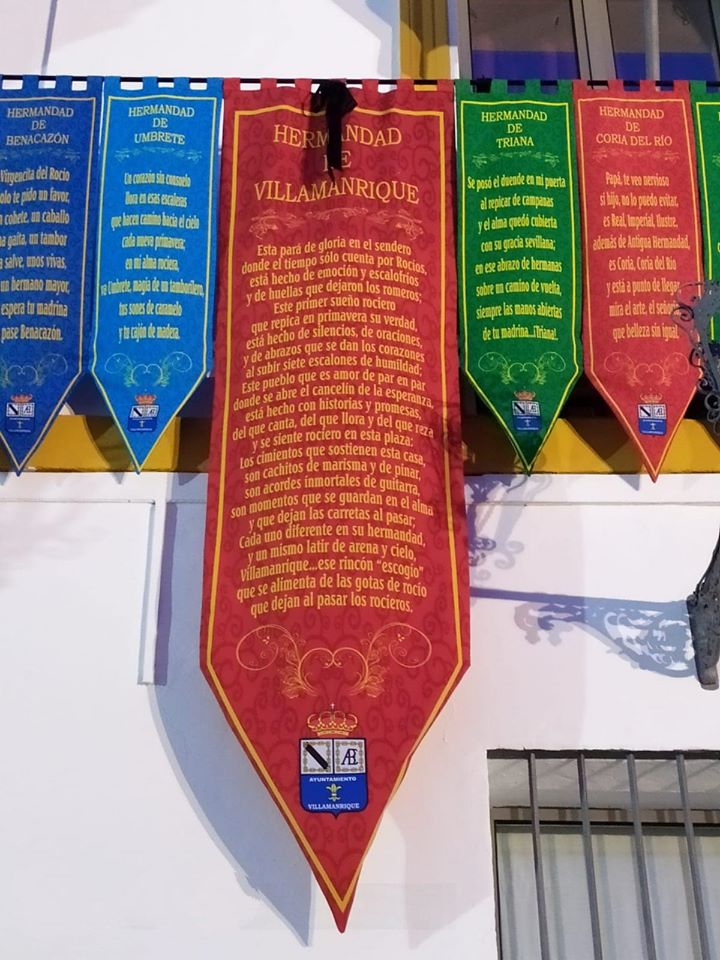 HERMANDAD
DE
BENACAZÓN
Virgencita del Rocío
solo te pido un favor,
un cohete, un caballo
una gaita, un tambor
la salve, unos vivas,
un hermano mayor,
espera tu madrina
pase Benacazón.
HERMANDAD
DE
UMBRETE
Un corazón sin consuelo
llora en esas escaleras
que hacen camino hacia el cielo
cada nueva primavera;
en mi alma rociera,
va Umbrete, magia de un tamborilero,
tus sones de caramelo
y tu cajón de madera.
HERMANDAD
DE
VILLAMANRIQUE
Esta pará de gloria en el sendero
donde el tiempo sólo cuenta por Rocíos,
está hecho de emoción y escalofríos
y de huellas que dejaron los romeros;
Este primer sueño rociero
que repica en primavera su verdad,
está hecho de silencios, de oraciones,
y de abrazos que se dan los corazones
al subir siete escalones de humildad;
Este pueblo que es amor de par en par
donde se abre el cancelín de la esperanza,
está hecho con historias y promesas,
del que canta, del que llora y del que reza
y se siente rociero en esta plaza;
Los cimientos que sostienen esta casa,
son cachitos de marisma y de pinar,
son acordes inmortales de guitarra,
son momentos que se guardan en el alma
y que dejan las carretas al pasar;
Cada uno diferente en su hermandad,
y un mismo latir de arena y cielo,
Villamanrique...ese rincón "escogío"
que se alimenta de las gotas de rocío
que dejan al pasar los rocieros.
AYUNTAMIENTO
VILLAMANRIQUE
HERMANDAD
DE
TRIANA
Se posó el duende en mi puerta
al repicar de campanas
y el alma quedó cubierta
con su gracia sevillana;
en ese abrazo de hermanas
sobre un camino de vuelta,
siempre las manos abiertas
de tu madrina...¡Triana!.
HERMANDAD
DE
CORIA DEL RÍO
Papá, te veo nervioso
si hijo, no lo puedo evitar,
es Real, Imperial, Ilustre,
además de Antigua Hermandad,
es Coria, Coria del Río
y está a punto de llegar,
mira el arte, el señorío
que belleza sin igual.